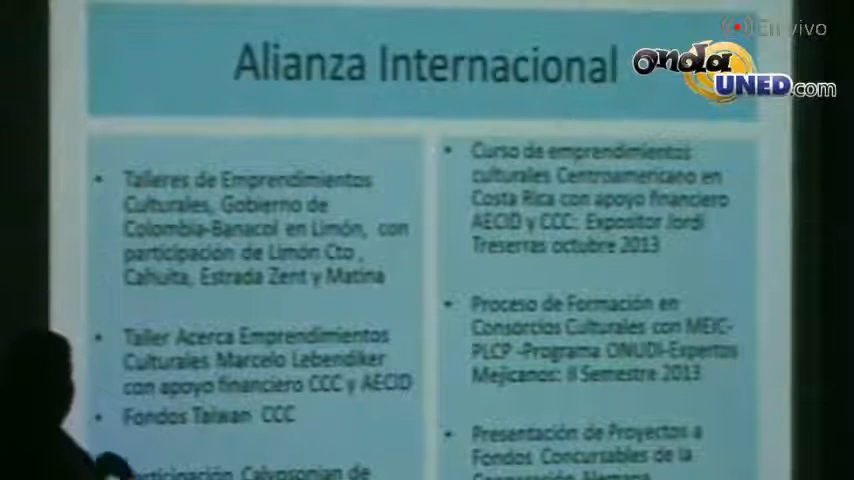 En vivo
onda
UNED.com
Alianza Internacional
• Talleres de Emprendimientos
Culturales, Gobierno de
Colombia-Banacol en Limón, con
participación de Limón Cto ,
Cahuita, Estrada Zent y Matina
• Taller Acerca Emprendimientos
Culturales Marcelo Lebendiker
con apoyo financiero CCC y AECID
• Fondos Taiwan CCC
Participación Calypsonian de
• Curso de emprendimientos
culturales Centroamericano en
Costa Rica con apoyo financiero
AECID y CCC: Expositor Jordi
Treserras octubre 2013
• Proceso de Formación en
Consorcios Culturales con MEIC-
PLCP -Programa ONUDI-Expertos
Mejicanos: II Semestre 2013
• Presentación de Proyectos a
Fondos Concursables de la